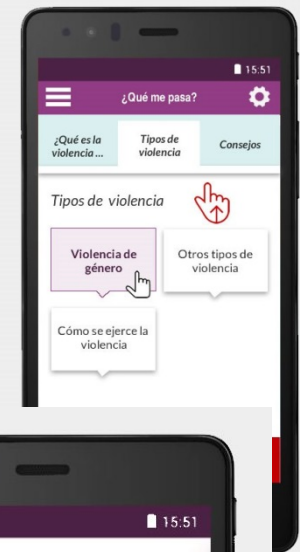 15:51
¿Qué me pasa?
¿Qué es la
violencia ...
Tipos de
violencia
Consejos
Tipos de violencia
Violencia de
género
Otros tipos de
violencia
Cómo se ejerce la
violencia
15:51